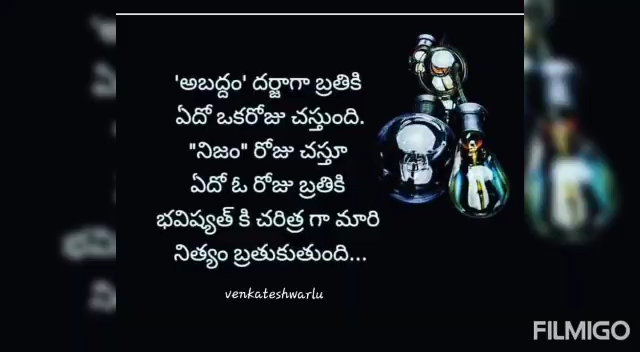 'అబద్దం' దర్జాగా బ్రతికి
ఏదో ఒకరోజు చస్తుంది.
"నిజం" రోజు చస్తూ
ఏదో ఓ రోజు బ్రతికి
భవిష్యత్ కి చరిత్ర గా మారి
నిత్యం బ్రతుకుతుంది...
venkateshwarlu
FILMIGO